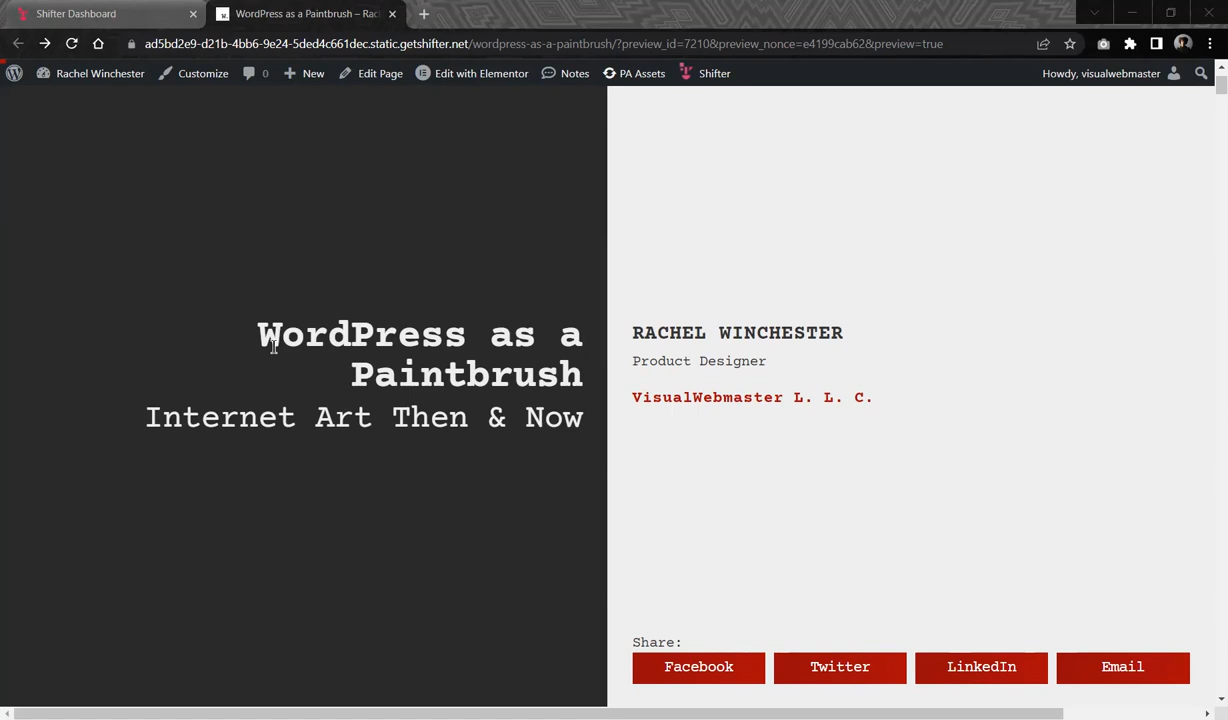 Shifter Dashboard
WordPress as a Paintbrush – Rac
ad5bd2e9-d21b-4bb6-9e24-5ded4c661dec.static.getshifter.net/wordpress-as-a-paintbrush/?preview_id=7210&preview_nonce=e4199cab62&preview=true
Rachel Winchester Customize 0 New Edit Page Edit with Elementor Notes PA Assets Shifter Howdy, visualwebmaster
WordPress as a
Paintbrush
Internet Art Then & Now
RACHEL WINCHESTER
Product Designer
VisualWebmaster L. L. C.
Share:
Facebook Twitter LinkedIn Email